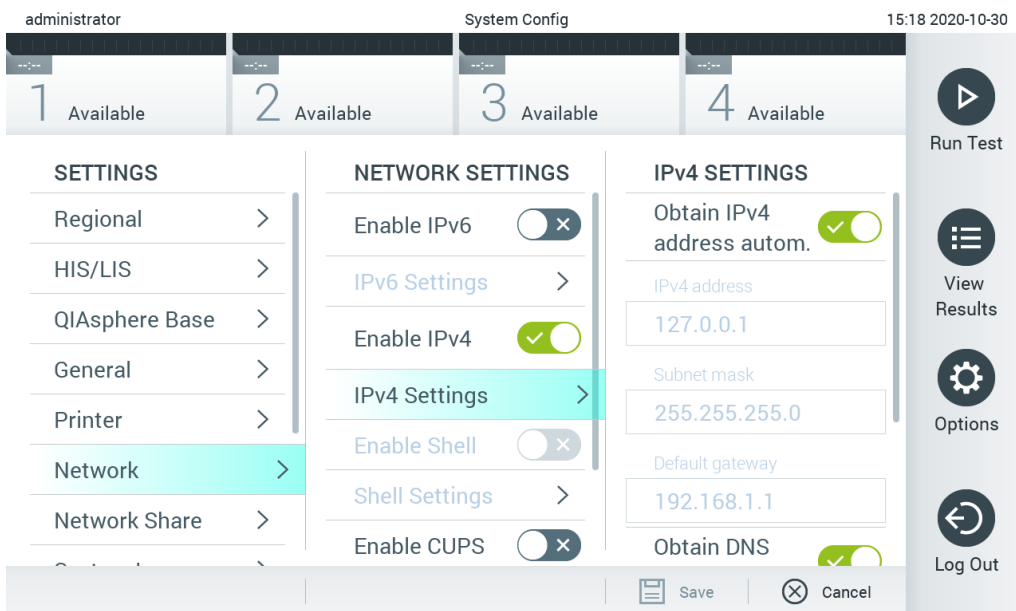 administrator
System Config
15:18 2020-10-30
--:--
1 Available
--:--
2 Available
--:--
3 Available
--:--
4 Available
Run Test
View
Results
Options
Log Out
SETTINGS
Regional
HIS/LIS
QIAsphere Base
General
Printer
Network
Network Share
NETWORK SETTINGS
Enable IPv6
IPv6 Settings
Enable IPv4
IPv4 Settings
Enable Shell
Shell Settings
Enable CUPS
IPv4 SETTINGS
Obtain IPv4
address autom.
IPv4 address
127.0.0.1
Subnet mask
255.255.255.0
Default gateway
192.168.1.1
Obtain DNS
Save
Cancel